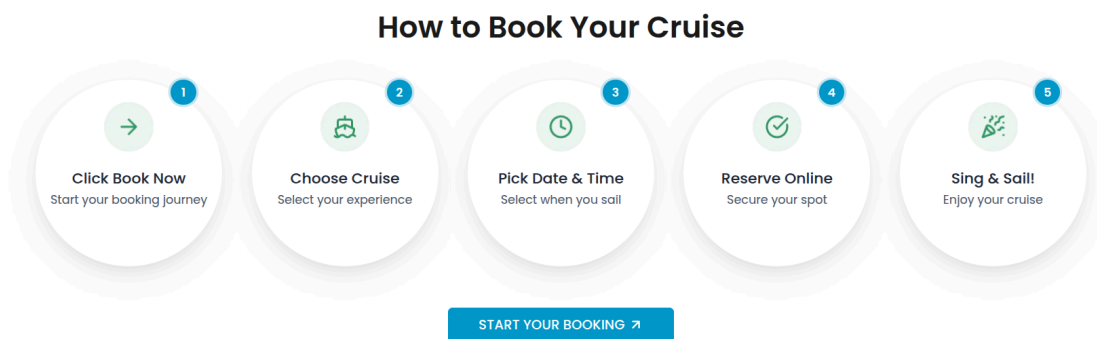 How to Book Your Cruise
1
Click Book Now
Start your booking journey
2
Choose Cruise
Select your experience
3
Pick Date & Time
Select when you sail
4
Reserve Online
Secure your spot
5
Sing & Sail!
Enjoy your cruise
START YOUR BOOKING